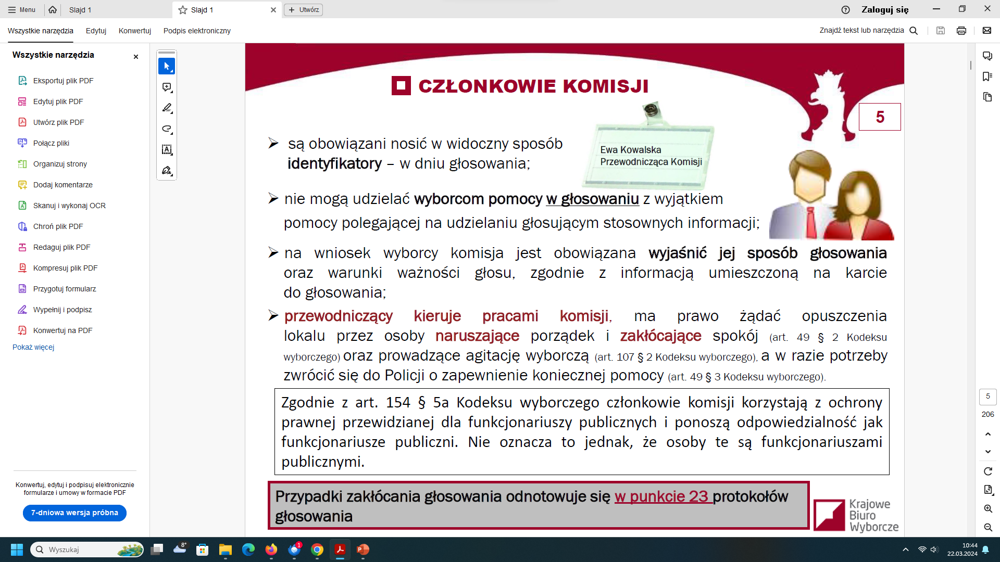 Menu
Slajd 1
Slajd 1
Utwórz
Zaloguj się
Wszystkie narzędzia
Edytuj
Konwertuj
Podpis elektroniczny
Znajdź tekst lub narzędzia
Wszystkie narzędzia
Eksportuj plik PDF
Edytuj plik PDF
Utwórz plik PDF
Połącz pliki
Organizuj strony
Dodaj komentarze
Skanuj i wykonaj OCR
Chroń plik PDF
Redaguj plik PDF
Kompresuj plik PDF
Przygotuj formularz
Wypełnij i podpisz
Konwertuj na PDF
Pokaż więcej
Konwertuj, edytuj i podpisuj elektronicznie
formularze i umowy w formacie PDF
7-dniowa wersja próbna
CZŁONKOWIE KOMISJI
5
Ewa Kowalska
Przewodnicząca Komisji
są obowiązani nosić w widoczny sposób
identyfikatory – w dniu głosowania;
nie mogą udzielać wyborcom pomocy w głosowaniu z wyjątkiem
pomocy polegającej na udzielaniu głosującym stosownych informacji;
na wniosek wyborcy komisja jest obowiązana wyjaśnić jej sposób głosowania
oraz warunki ważności głosu, zgodnie z informacją umieszczoną na karcie
do głosowania;
przewodniczący kieruje pracami komisji, ma prawo żądać opuszczenia
lokalu przez osoby naruszające porządek i zakłócające spokój (art. 49 § 2 Kodeksu
wyborczego) oraz prowadzące agitację wyborczą (art. 107 § 2 Kodeksu wyborczego), a w razie potrzeby
zwrócić się do Policji o zapewnienie koniecznej pomocy (art. 49 § 3 Kodeksu wyborczego).
Zgodnie z art. 154 § 5a Kodeksu wyborczego członkowie komisji korzystają z ochrony
prawnej przewidzianej dla funkcjonariuszy publicznych i ponoszą odpowiedzialność jak
funkcjonariusze publiczni. Nie oznacza to jednak, że osoby te są funkcjonariuszami
publicznymi.
Przypadki zakłócania głosowania odnotowuje się w punkcie 23 protokołów
głosowania
Krajowe
Biuro
Wyborcze
5
206
Wyszukaj
8°
1
10:44
22.03.2024